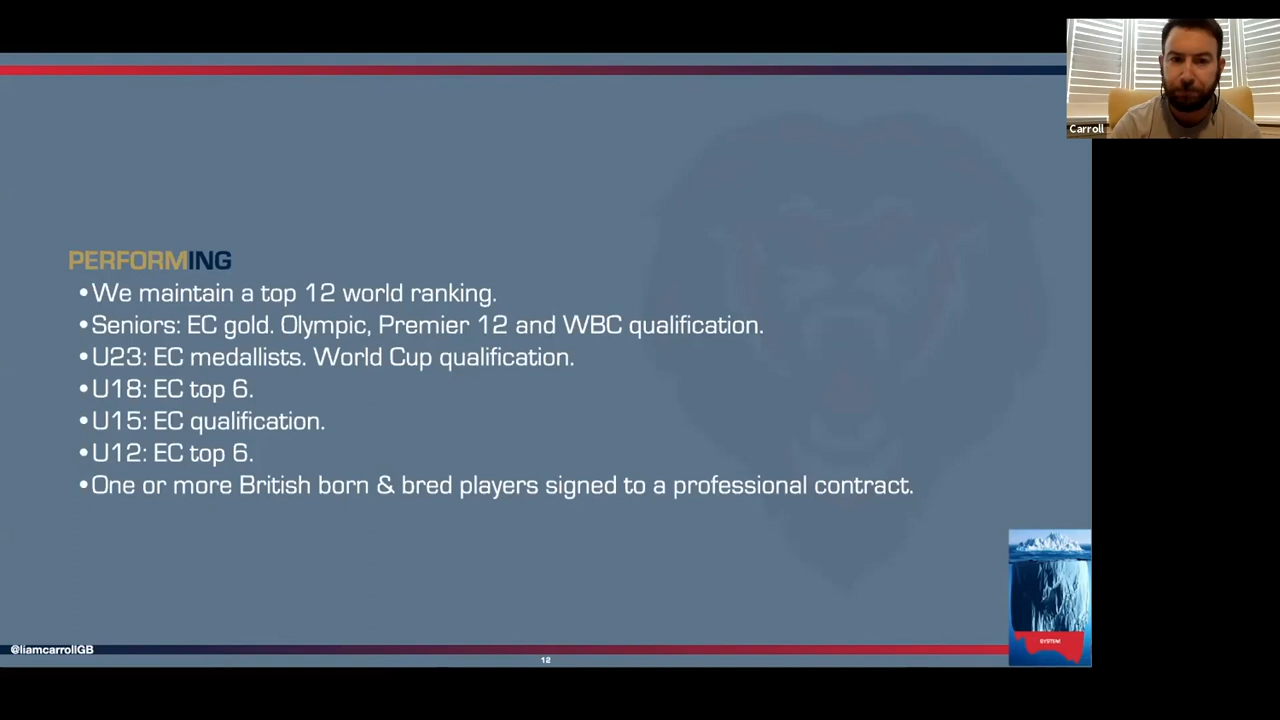 Carroll
PERFORMING
•We maintain a top 12 world ranking.
•Seniors: EC gold. Olympic, Premier 12 and WBC qualification.
•U23: EC medallists. World Cup qualification.
•U18: EC top 6.
•U15: EC qualification.
•U12: EC top 6.
•One or more British born & bred players signed to a professional contract.
SYSTEM
@liamcarrollGB
12